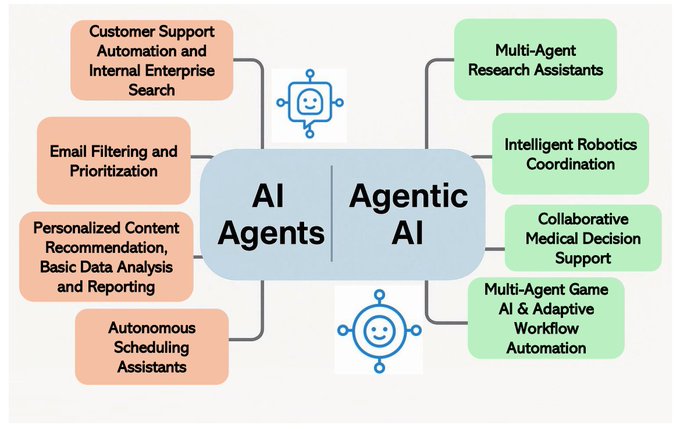 Customer Support
Automation and
Internal Enterprise
Search
Email Filtering and
Prioritization
Personalized Content
Recommendation,
Basic Data Analysis
and Reporting
Autonomous
Scheduling
Assistants
AI
Agents
Agentic
AI
Multi-Agent
Research Assistants
Intelligent Robotics
Coordination
Collaborative
Medical Decision
Support
Multi-Agent Game
AI & Adaptive
Workflow
Automation